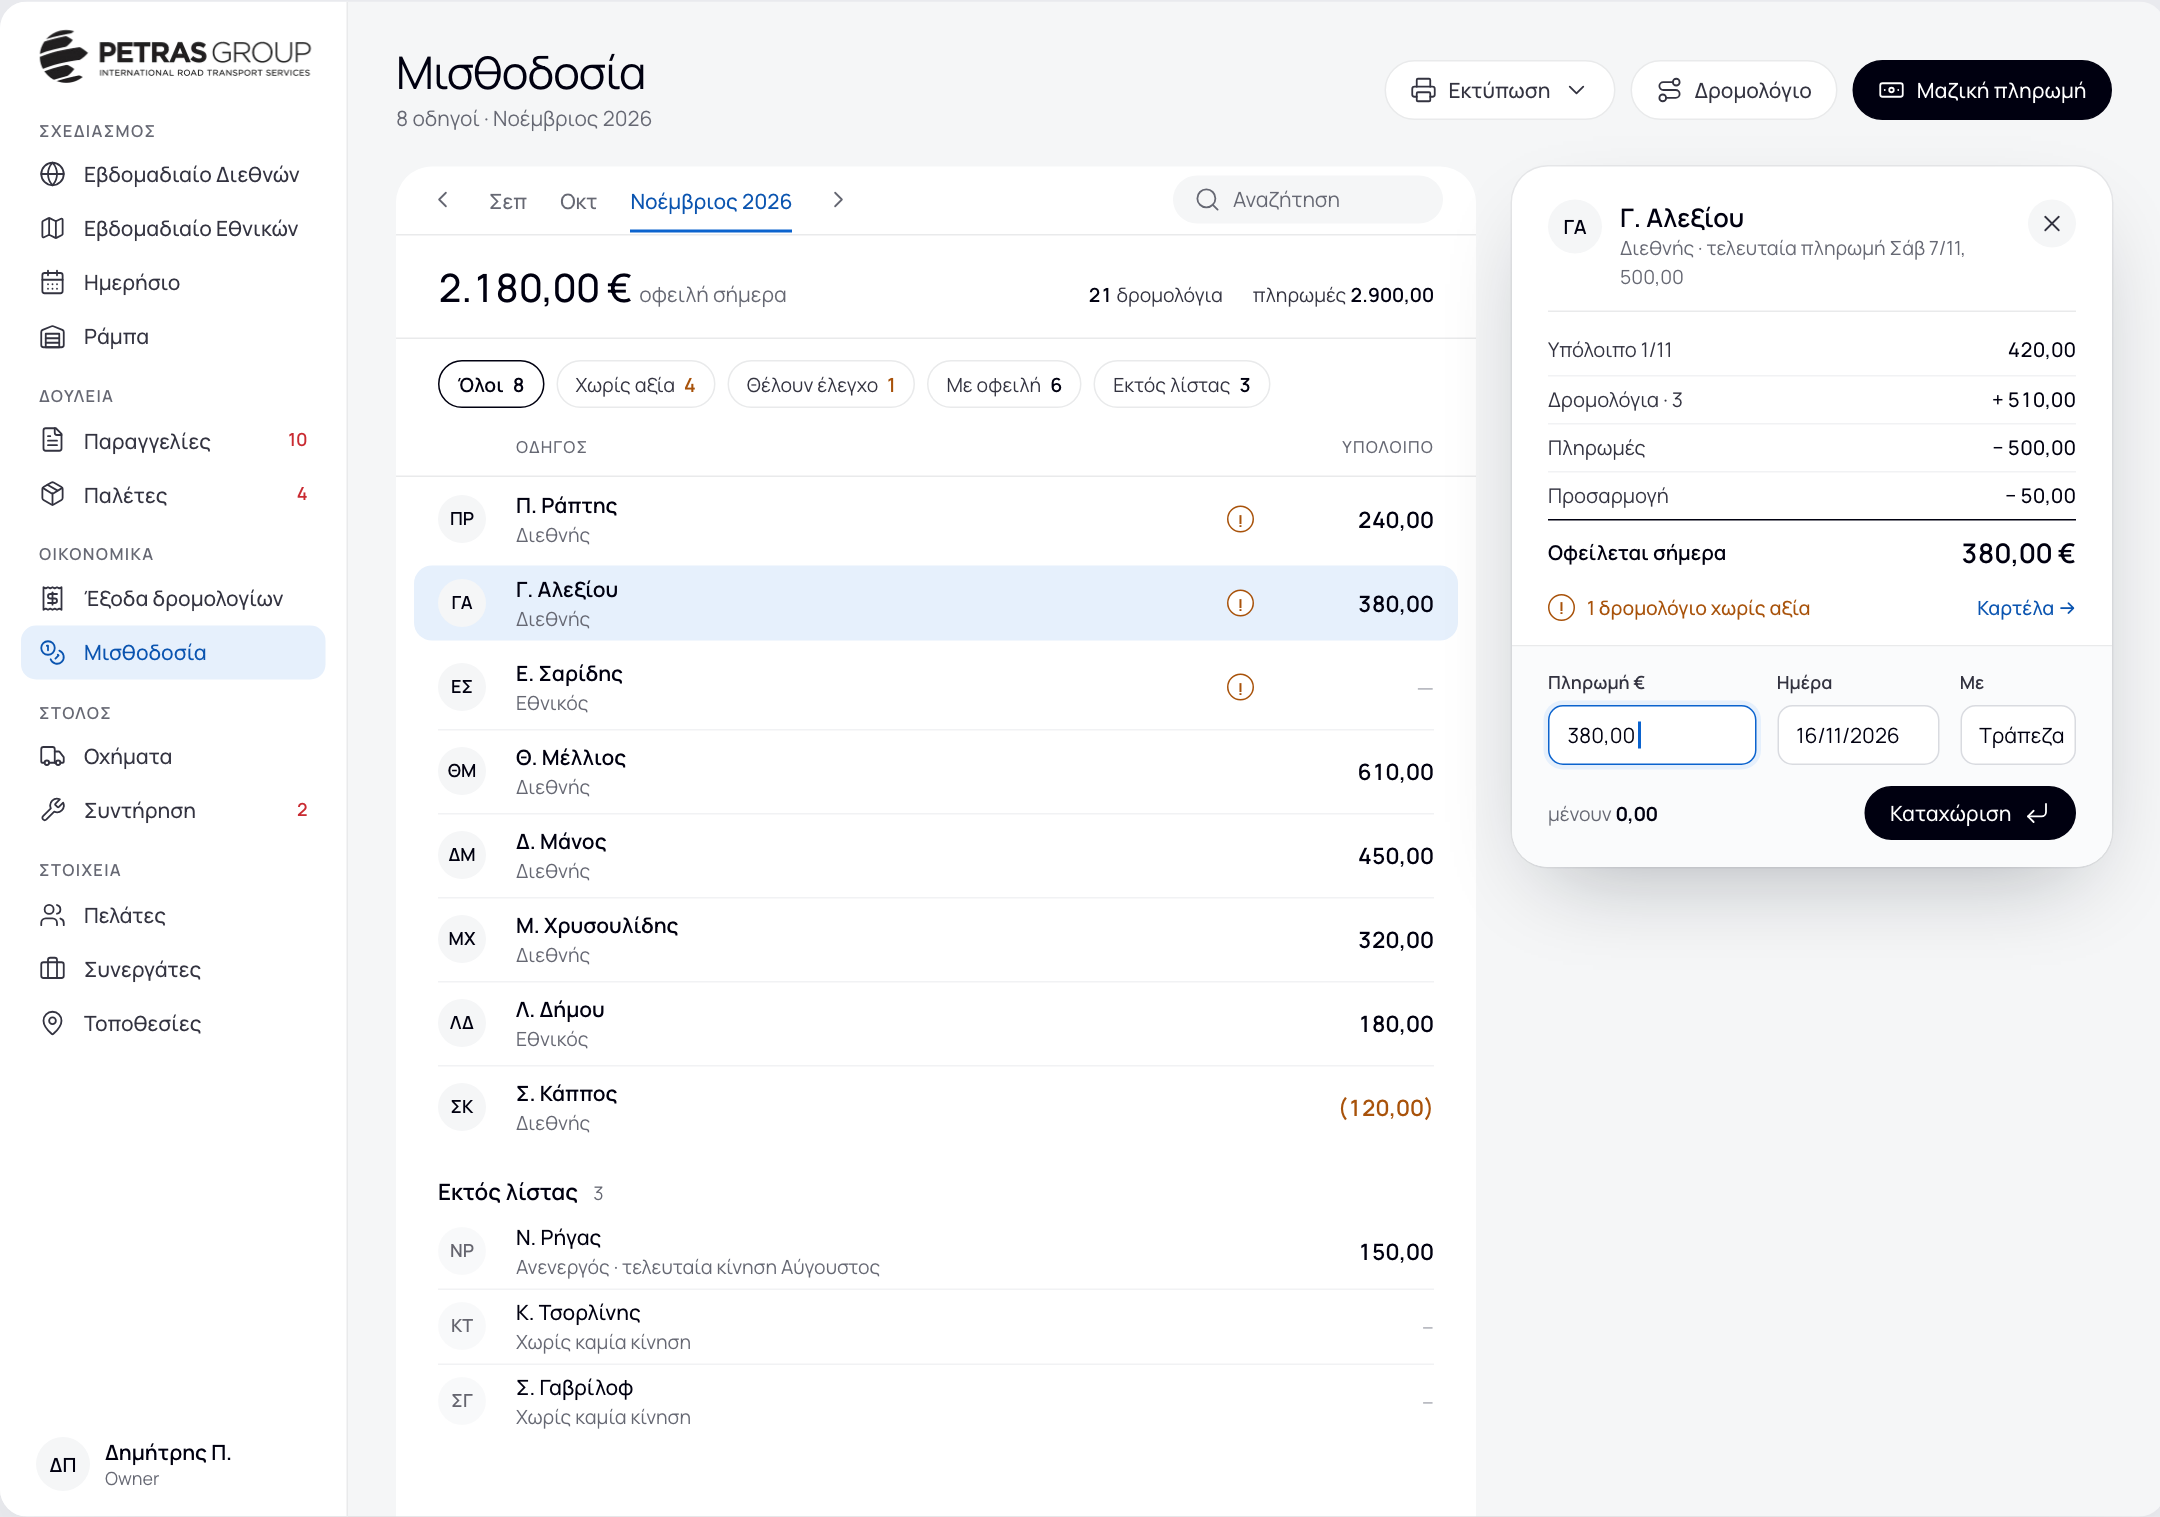 PETRAS GROUP
INTERNATIONAL ROAD TRANSPORT SERVICES
ΣΧΕΔΙΑΣΜΟΣ
Εβδομαδιαίο Διεθνών
Εβδομαδιαίο Εθνικών
Ημερήσιο
Ράμπα
ΔΟΥΛΕΙΑ
Παραγγελίες 10
Παλέτες 4
ΟΙΚΟΝΟΜΙΚΑ
Έξοδα δρομολογίων
Μισθοδοσία
ΣΤΟΛΟΣ
Οχήματα
Συντήρηση 2
ΣΤΟΙΧΕΙΑ
Πελάτες
Συνεργάτες
Τοποθεσίες
ΔΠ
Δημήτρης Π.
Owner
Μισθοδοσία
8 οδηγοί · Νοέμβριος 2026
Εκτύπωση
Δρομολόγιο
Μαζική πληρωμή
Σεπ Οκτ Νοέμβριος 2026
Αναζήτηση
2.180,00 € οφειλή σήμερα
21 δρομολόγια πληρωμές 2.900,00
Όλοι 8 Χωρίς αξία 4 Θέλουν έλεγχο 1 Με οφειλή 6 Εκτός λίστας 3
ΟΔΗΓΟΣ ΥΠΟΛΟΙΠΟ
ΠΡ Π. Ράπτης 240,00
Διεθνής
ΓΑ Γ. Αλεξίου 380,00
Διεθνής
ΕΣ Ε. Σαρίδης —
Εθνικός
ΘΜ Θ. Μέλλιος 610,00
Διεθνής
ΔΜ Δ. Μάνος 450,00
Διεθνής
ΜΧ Μ. Χρυσουλίδης 320,00
Διεθνής
ΛΔ Λ. Δήμου 180,00
Εθνικός
ΣΚ Σ. Κάππος (120,00)
Διεθνής
Εκτός λίστας 3
ΝΡ Ν. Ρήγας 150,00
Ανενεργός · τελευταία κίνηση Αύγουστος
ΚΤ Κ. Τσορλίνης –
Χωρίς καμία κίνηση
ΣΓ Σ. Γαβρίλοφ –
Χωρίς καμία κίνηση
ΓΑ Γ. Αλεξίου
Διεθνής · τελευταία πληρωμή Σάβ 7/11,
500,00
Υπόλοιπο 1/11 420,00
Δρομολόγια · 3 + 510,00
Πληρωμές − 500,00
Προσαρμογή − 50,00
Οφείλεται σήμερα 380,00 €
1 δρομολόγιο χωρίς αξία Καρτέλα →
Πληρωμή € Ημέρα Με
380,00 16/11/2026 Τράπεζα
μένουν 0,00 Καταχώριση